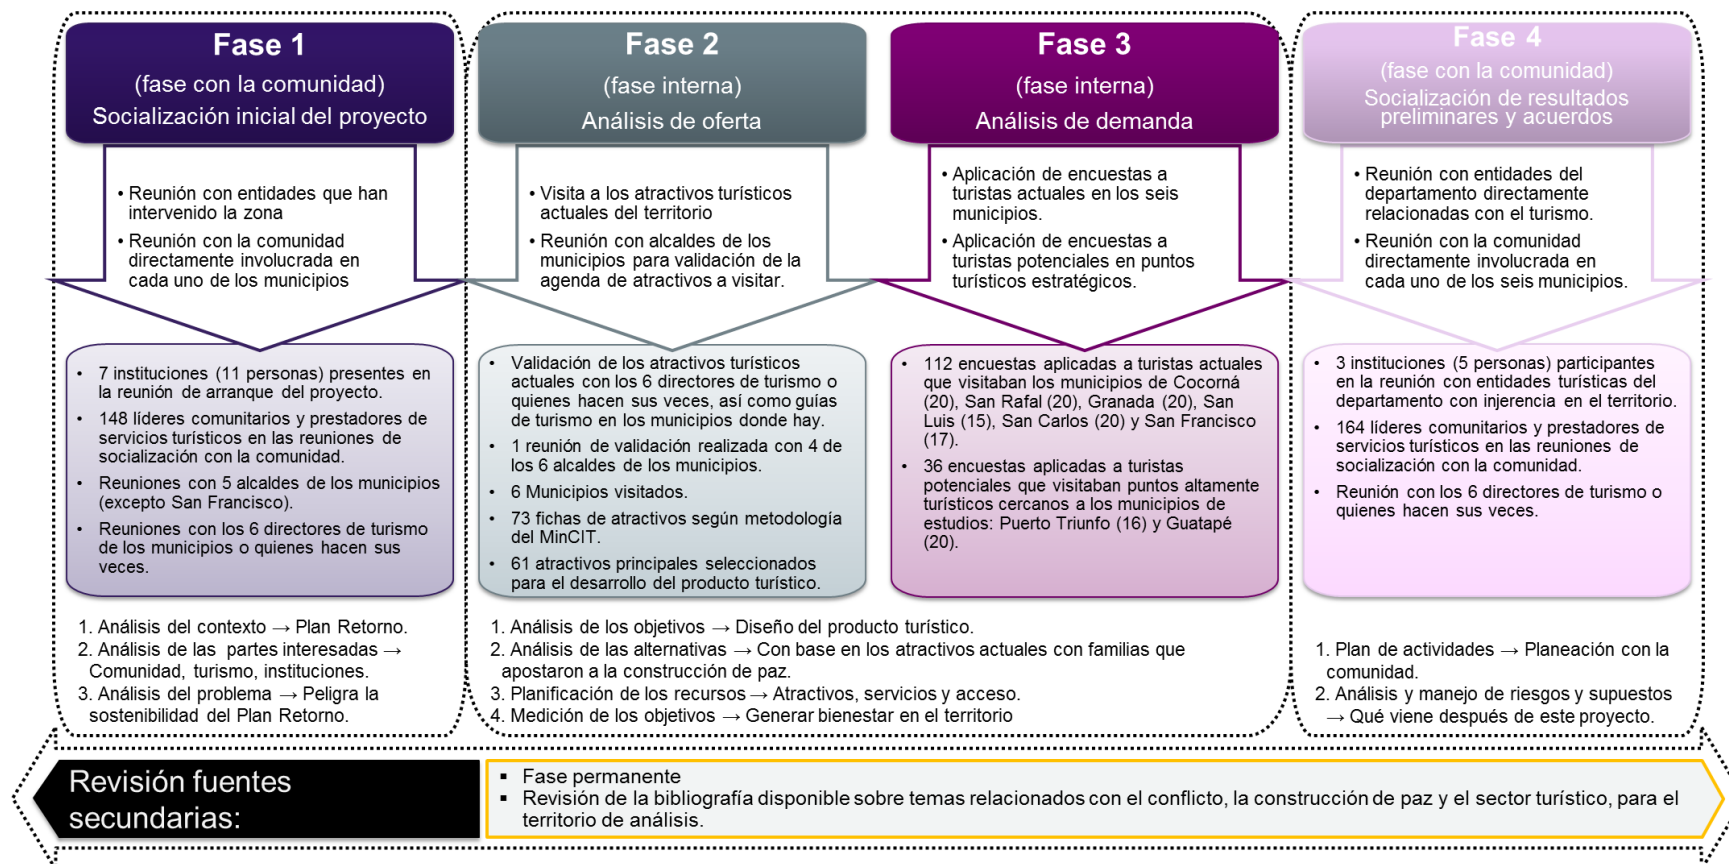 Fase 1
(fase con la comunidad)
Socialización inicial del proyecto
• Reunión con entidades que han
intervenido la zona
• Reunión con la comunidad
directamente involucrada en
cada uno de los municipios
• 7 instituciones (11 personas) presentes en
la reunión de arranque del proyecto.
• 148 líderes comunitarios y prestadores de
servicios turísticos en las reuniones de
socialización con la comunidad.
• Reuniones con 5 alcaldes de los municipios
(excepto San Francisco).
• Reuniones con los 6 directores de turismo
de los municipios o quienes hacen sus
veces.
1. Análisis del contexto → Plan Retorno.
2. Análisis de las partes interesadas →
Comunidad, turismo, instituciones.
3. Análisis del problema → Peligra la
sostenibilidad del Plan Retorno.
Fase 2
(fase interna)
Análisis de oferta
• Visita a los atractivos turísticos
actuales del territorio
• Reunión con alcaldes de los
municipios para validación de la
agenda de atractivos a visitar.
• Validación de los atractivos turísticos
actuales con los 6 directores de turismo o
quienes hacen sus veces, así como guías
de turismo en los municipios donde hay.
• 1 reunión de validación realizada con 4 de
los 6 alcaldes de los municipios.
• 6 Municipios visitados.
• 73 fichas de atractivos según metodología
del MinCIT.
• 61 atractivos principales seleccionados
para el desarrollo del producto turístico.
Fase 3
(fase interna)
Análisis de demanda
• Aplicación de encuestas a
turistas actuales en los seis
municipios.
• Aplicación de encuestas a
turistas potenciales en puntos
turísticos estratégicos.
• 112 encuestas aplicadas a turistas actuales
que visitaban los municipios de Cocorná
(20), San Rafal (20), Granada (20), San
Luis (15), San Carlos (20) y San Francisco
(17).
• 36 encuestas aplicadas a turistas
potenciales que visitaban puntos altamente
turísticos cercanos a los municipios de
estudios: Puerto Triunfo (16) y Guatapé
(20).
1. Análisis de los objetivos → Diseño del producto turístico.
2. Análisis de las alternativas → Con base en los atractivos actuales con familias que
apostaron a la construcción de paz.
3. Planificación de los recursos → Atractivos, servicios y acceso.
4. Medición de los objetivos → Generar bienestar en el territorio
Fase 4
(fase con la comunidad)
Socialización de resultados
preliminares y acuerdos
• Reunión con entidades del
departamento directamente
relacionadas con el turismo.
• Reunión con la comunidad
directamente involucrada en
cada uno de los seis municipios.
• 3 instituciones (5 personas) participantes
en la reunión con entidades turísticas del
departamento con injerencia en el territorio.
• 164 líderes comunitarios y prestadores de
servicios turísticos en las reuniones de
socialización con la comunidad.
• Reunión con los 6 directores de turismo o
quienes hacen sus veces.
1. Plan de actividades → Planeación con la
comunidad.
2. Análisis y manejo de riesgos y supuestos
→ Qué viene después de este proyecto.
Revisión fuentes
secundarias:
▪ Fase permanente
▪ Revisión de la bibliografía disponible sobre temas relacionados con el conflicto, la construcción de paz y el sector turístico, para el
territorio de análisis.